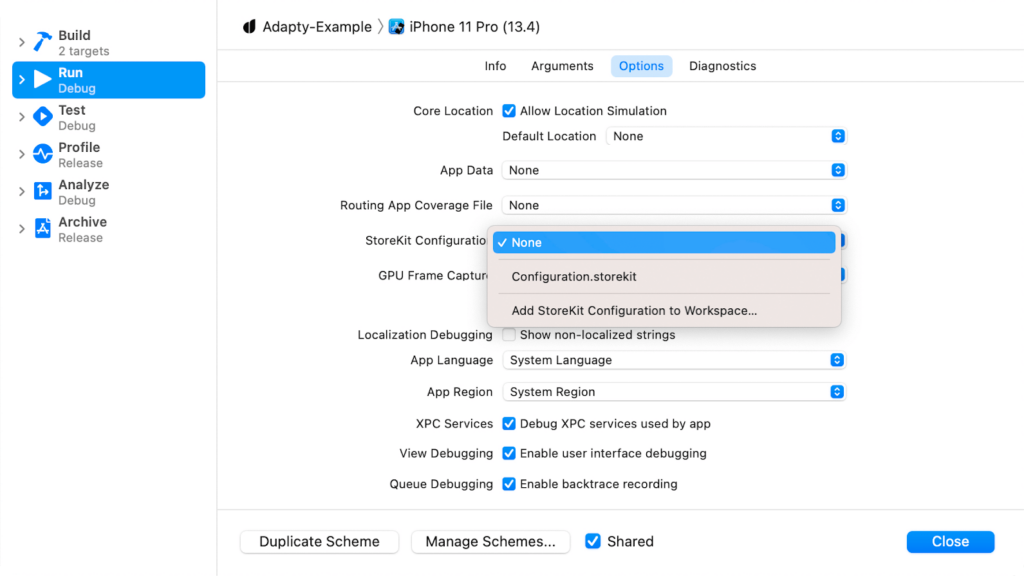 Build
2 targets
Run
Debug
Test
Debug
Profile
Release
Analyze
Debug
Archive
Release
Adapty-Example 〉 iPhone 11 Pro (13.4)
Info Arguments Options Diagnostics
Core Location Allow Location Simulation
Default Location None
App Data None
Routing App Coverage File None
StoreKit Configuratio None
Configuration.storekit
GPU Frame Captur
Add StoreKit Configuration to Workspace...
Localization Debugging Show non-localized strings
App Language System Language
App Region System Region
XPC Services Debug XPC services used by app
View Debugging Enable user interface debugging
Queue Debugging Enable backtrace recording
Duplicate Scheme Manage Schemes... Shared Close